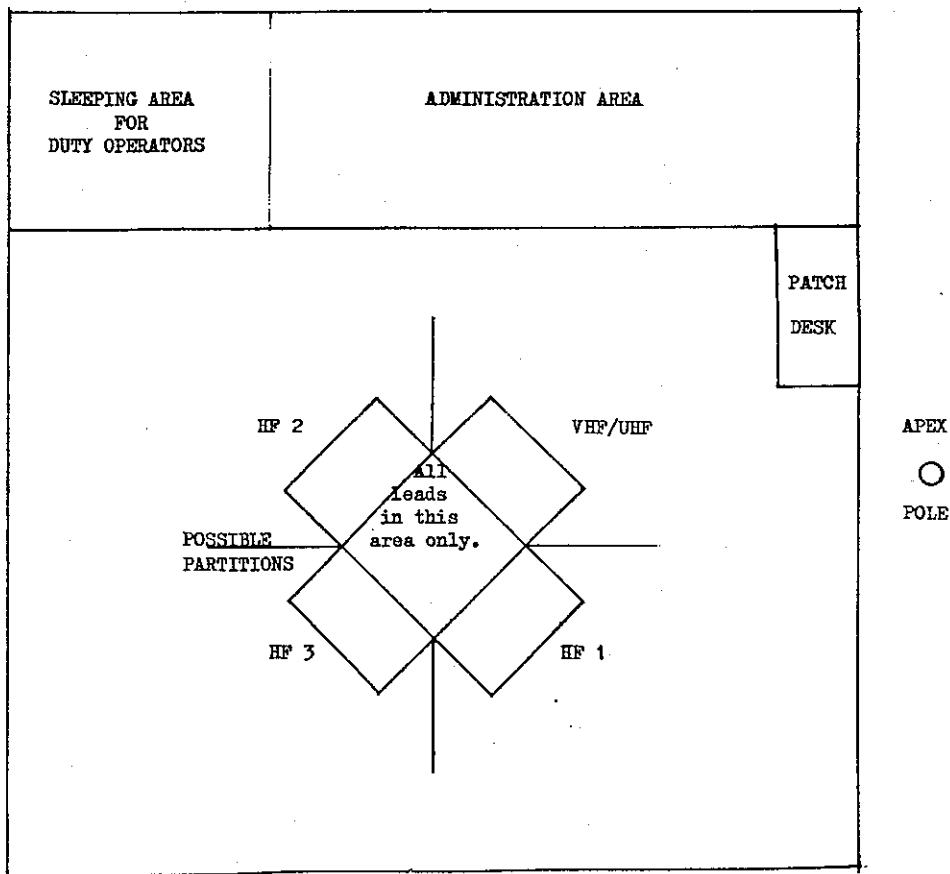 SLEEPING AREA
FOR
DUTY OPERATORS
ADMINISTRATION AREA
PATCH
DESK
HF 2
VHF/UHF
APEX
POLE
All
leads
in this
area only.
POSSIBLE
PARTITIONS
HF 3
HF 1